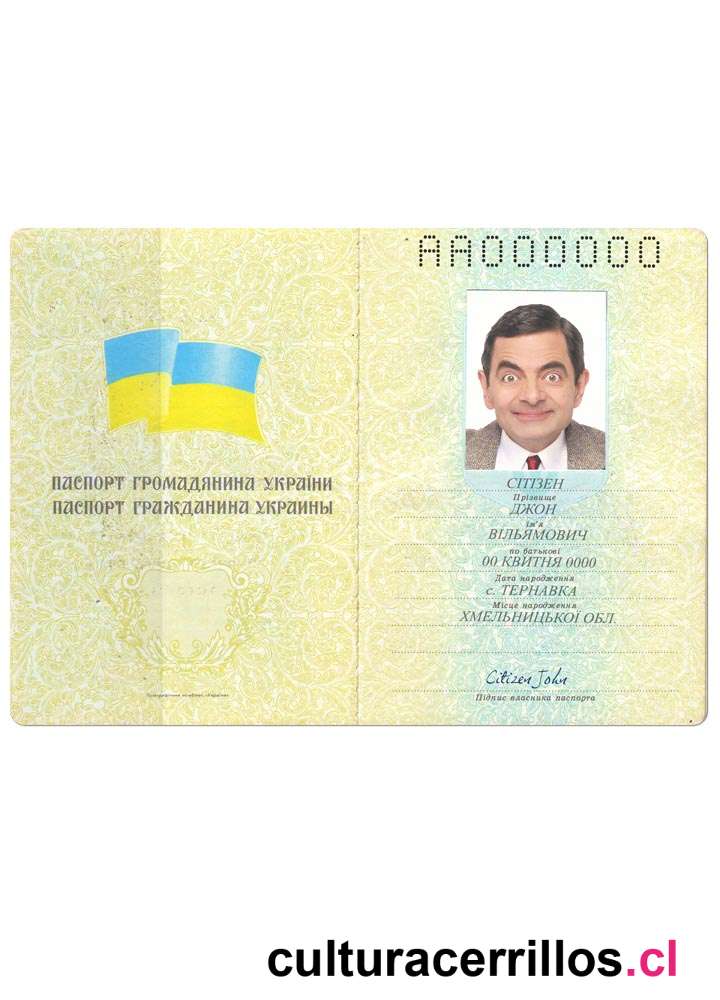 AA000000
ПАСПОРТ ГРОМАДЯНИНА УКРАЇНИ
ПАСПОРТ ГРАЖДАНИНА УКРАИНЫ
СІТІЗЕН
Прізвище
ДЖОН
ім'я
ВІЛЬЯМОВИЧ
по батькові
00 КВИТНЯ 0000
Дата народження
с. ТЕРНАВКА
Місце народження
ХМЕЛЬНИЦЬКОЇ ОБЛ.
Citizen John
Підпис власника паспорта
culturacerrillos.cl